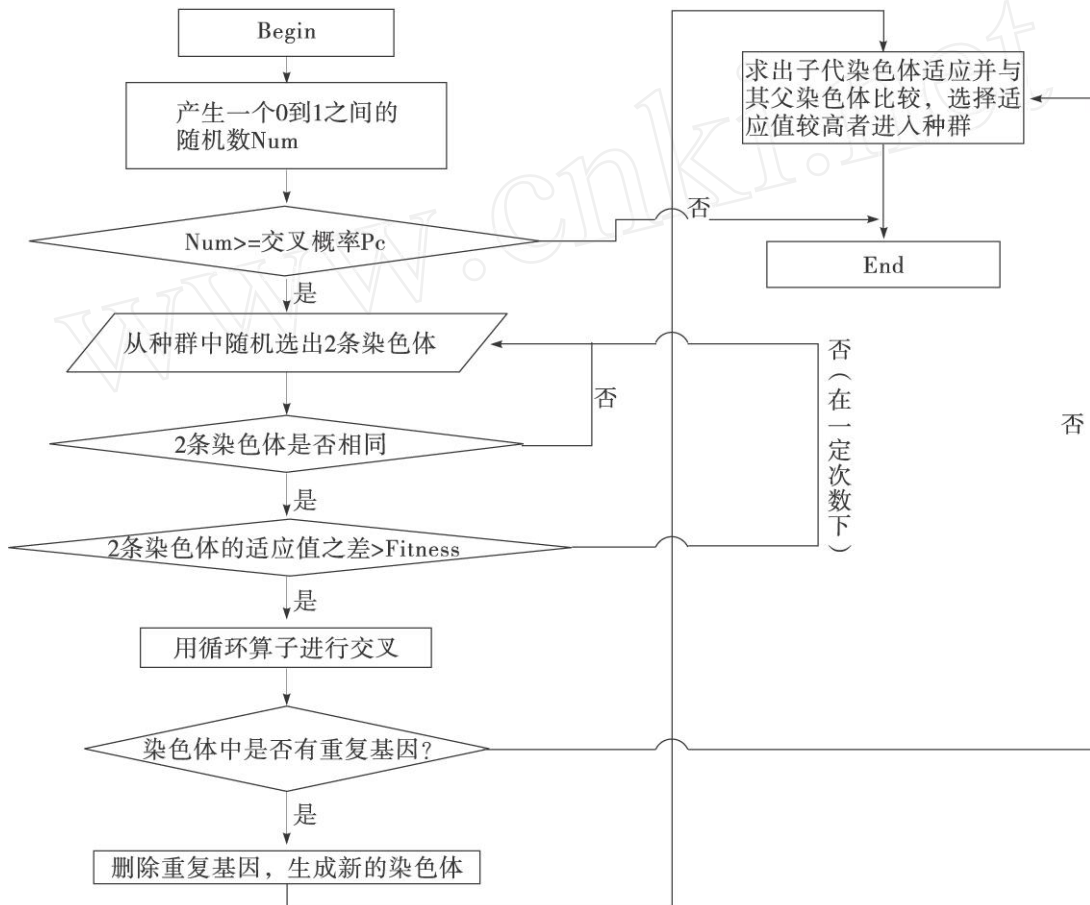 Begin
产生一个0到1之间的
随机数Num
Num>=交叉概率Pc
是
从种群中随机选出2条染色体
2条染色体是否相同
否
是
2条染色体的适应值之差>Fitness
否（在一定次数下）
是
用循环算子进行交叉
染色体中是否有重复基因?
否
是
删除重复基因，生成新的染色体
求出子代染色体适应并与
其父染色体比较，选择适
应值较高者进入种群
否
End
www.cnki.net